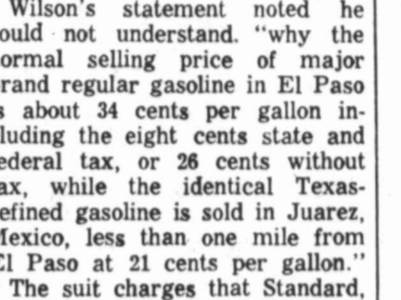 Wilson's statement noted he
ould not understand. "why the
ormal selling price of major
rand regular gasoline in El Paso
s about 34 cents per gallon in-
luding the eight cents state and
ederal tax, or 26 cents without
ax, while the identical Texas-
efined gasoline is sold in Juarez,
Mexico, less than one mile from
El Paso at 21 cents per gallon."
The suit charges that Standard,